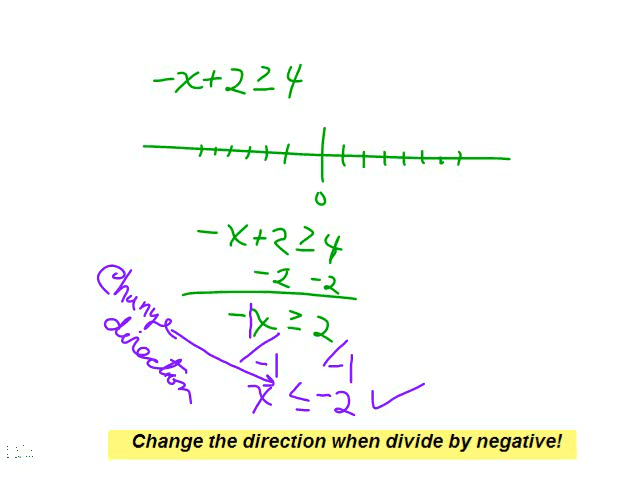 -x+2≥4
0
-x+2≥4
-2 -2
-1x ≥ 2
/-1 /-1
Change
direction
x ≤ -2 ✓
Change the direction when divide by negative!